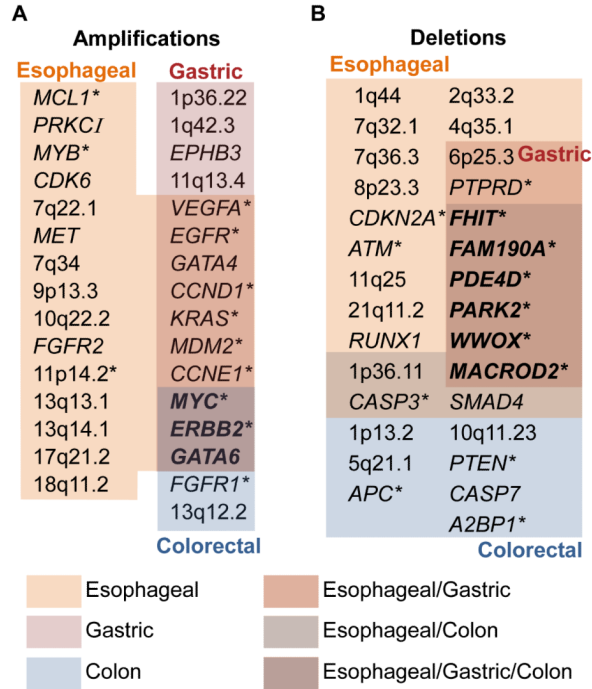 A
Amplifications
Esophageal Gastric
MCL1* 1p36.22
PRKCI 1q42.3
MYB* EPHB3
CDK6 11q13.4
7q22.1 VEGFA*
MET EGFR*
7q34 GATA4
9p13.3 CCND1*
10q22.2 KRAS*
FGFR2 MDM2*
11p14.2* CCNE1*
13q13.1 MYC*
13q14.1 ERBB2*
17q21.2 GATA6
18q11.2 FGFR1*
13q12.2
Colorectal
B
Deletions
Esophageal
1q44 2q33.2
7q32.1 4q35.1
7q36.3 6p25.3 Gastric
8p23.3 PTPRD*
CDKN2A* FHIT*
ATM* FAM190A*
11q25 PDE4D*
21q11.2 PARK2*
RUNX1 WWOX*
1p36.11 MACROD2*
CASP3* SMAD4
1p13.2 10q11.23
5q21.1 PTEN*
APC* CASP7
A2BP1*
Colorectal
Esophageal Esophageal/Gastric
Gastric Esophageal/Colon
Colon Esophageal/Gastric/Colon